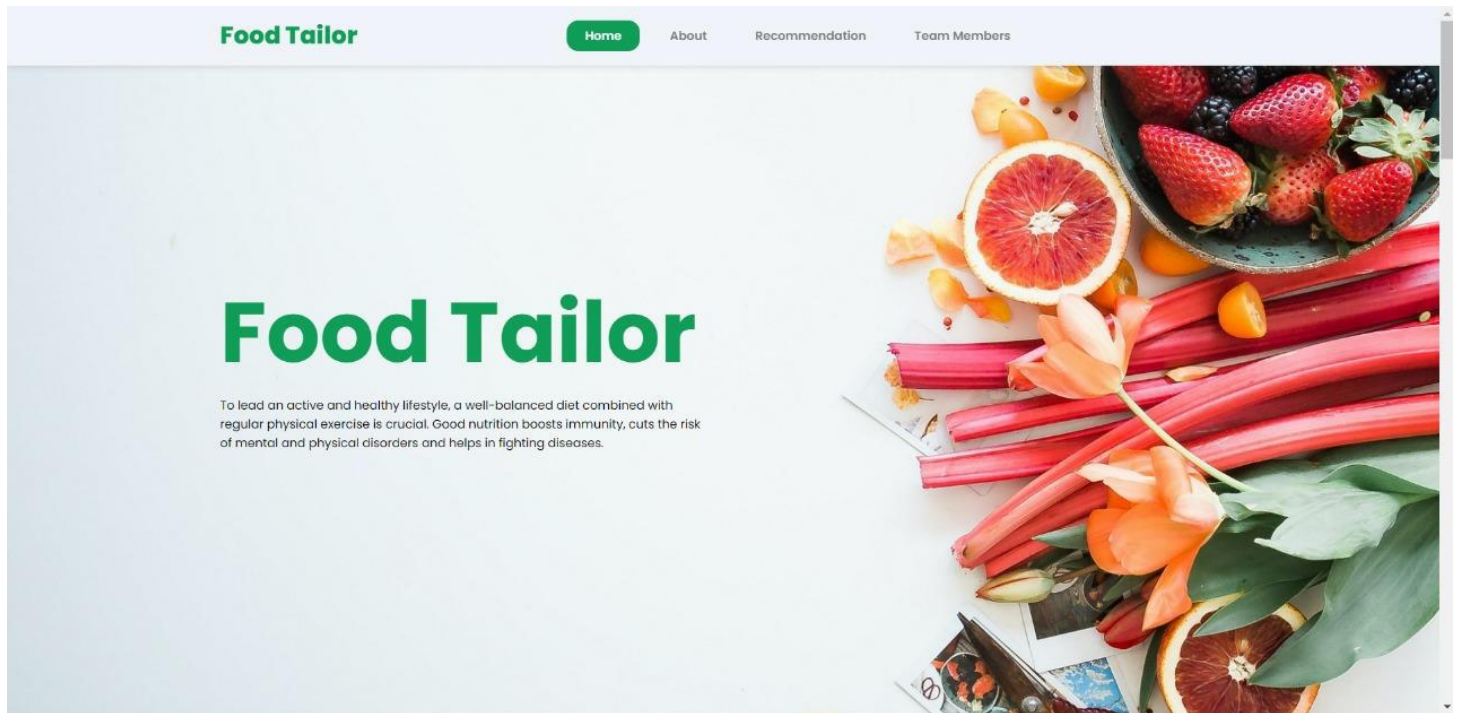 Food Tailor
Home
About
Recommendation
Team Members
Food Tailor
To lead an active and healthy lifestyle, a well-balanced diet combined with
regular physical exercise is crucial. Good nutrition boosts immunity, cuts the risk
of mental and physical disorders and helps in fighting diseases.